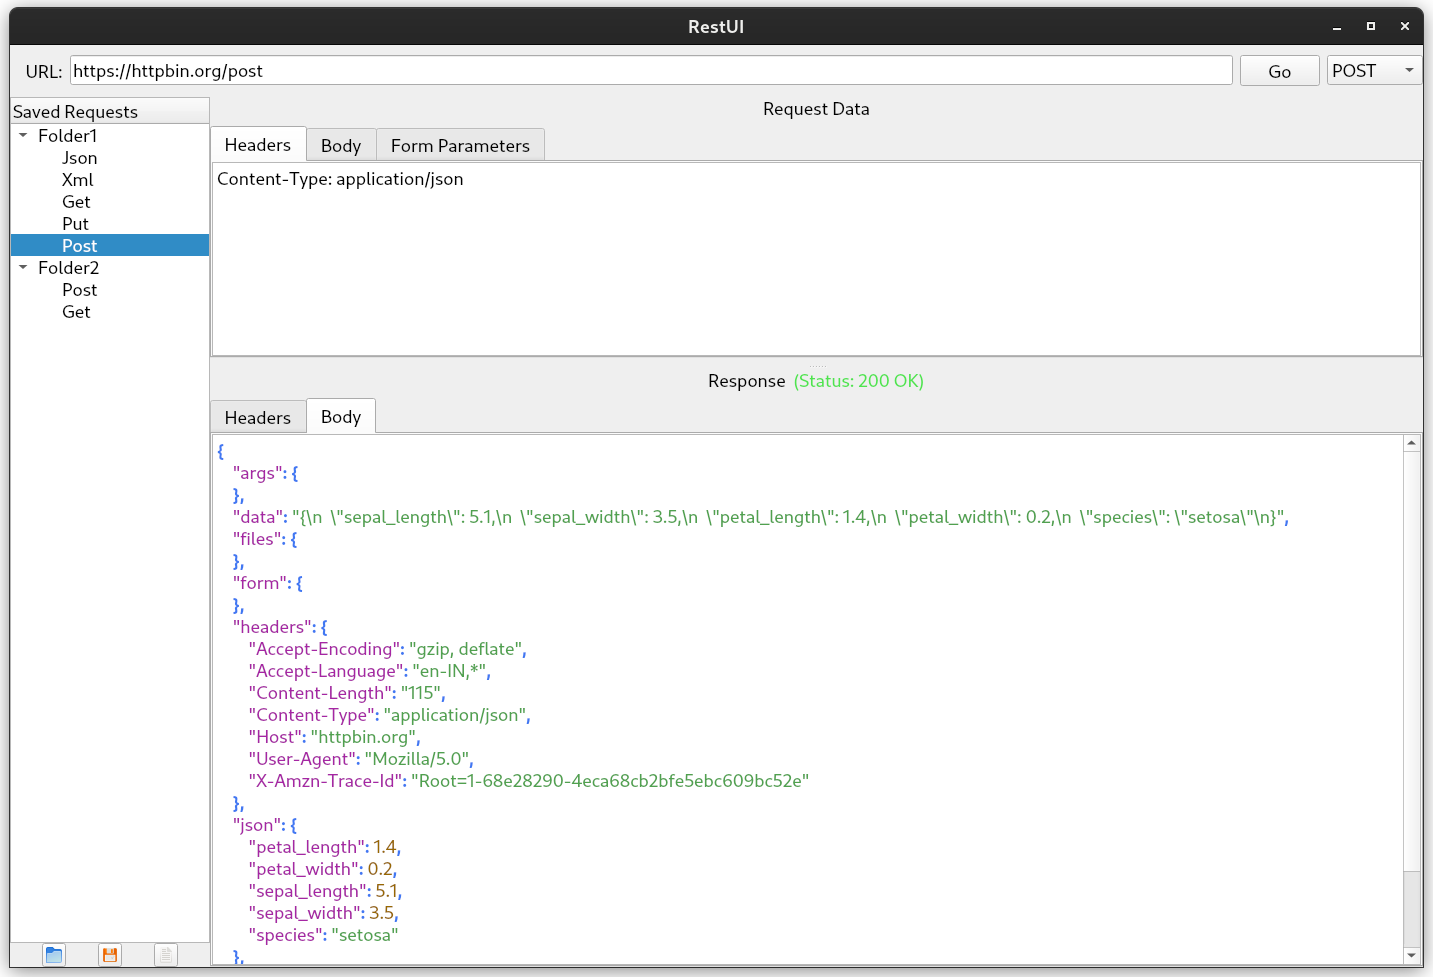 RestUI
URL: https://httpbin.org/post Go POST
Saved Requests
Folder1
Json
Xml
Get
Put
Post
Folder2
Post
Get
Request Data
Headers Body Form Parameters
Content-Type: application/json
Response (Status: 200 OK)
Headers Body
{
"args": {
},
"data": "{\n  \"sepal_length\": 5.1,\n  \"sepal_width\": 3.5,\n  \"petal_length\": 1.4,\n  \"petal_width\": 0.2,\n  \"species\": \"setosa\"\n}",
"files": {
},
"form": {
},
"headers": {
"Accept-Encoding": "gzip, deflate",
"Accept-Language": "en-IN,*",
"Content-Length": "115",
"Content-Type": "application/json",
"Host": "httpbin.org",
"User-Agent": "Mozilla/5.0",
"X-Amzn-Trace-Id": "Root=1-68e28290-4eca68cb2bfe5ebc609bc52e"
},
"json": {
"petal_length": 1.4,
"petal_width": 0.2,
"sepal_length": 5.1,
"sepal_width": 3.5,
"species": "setosa"
},